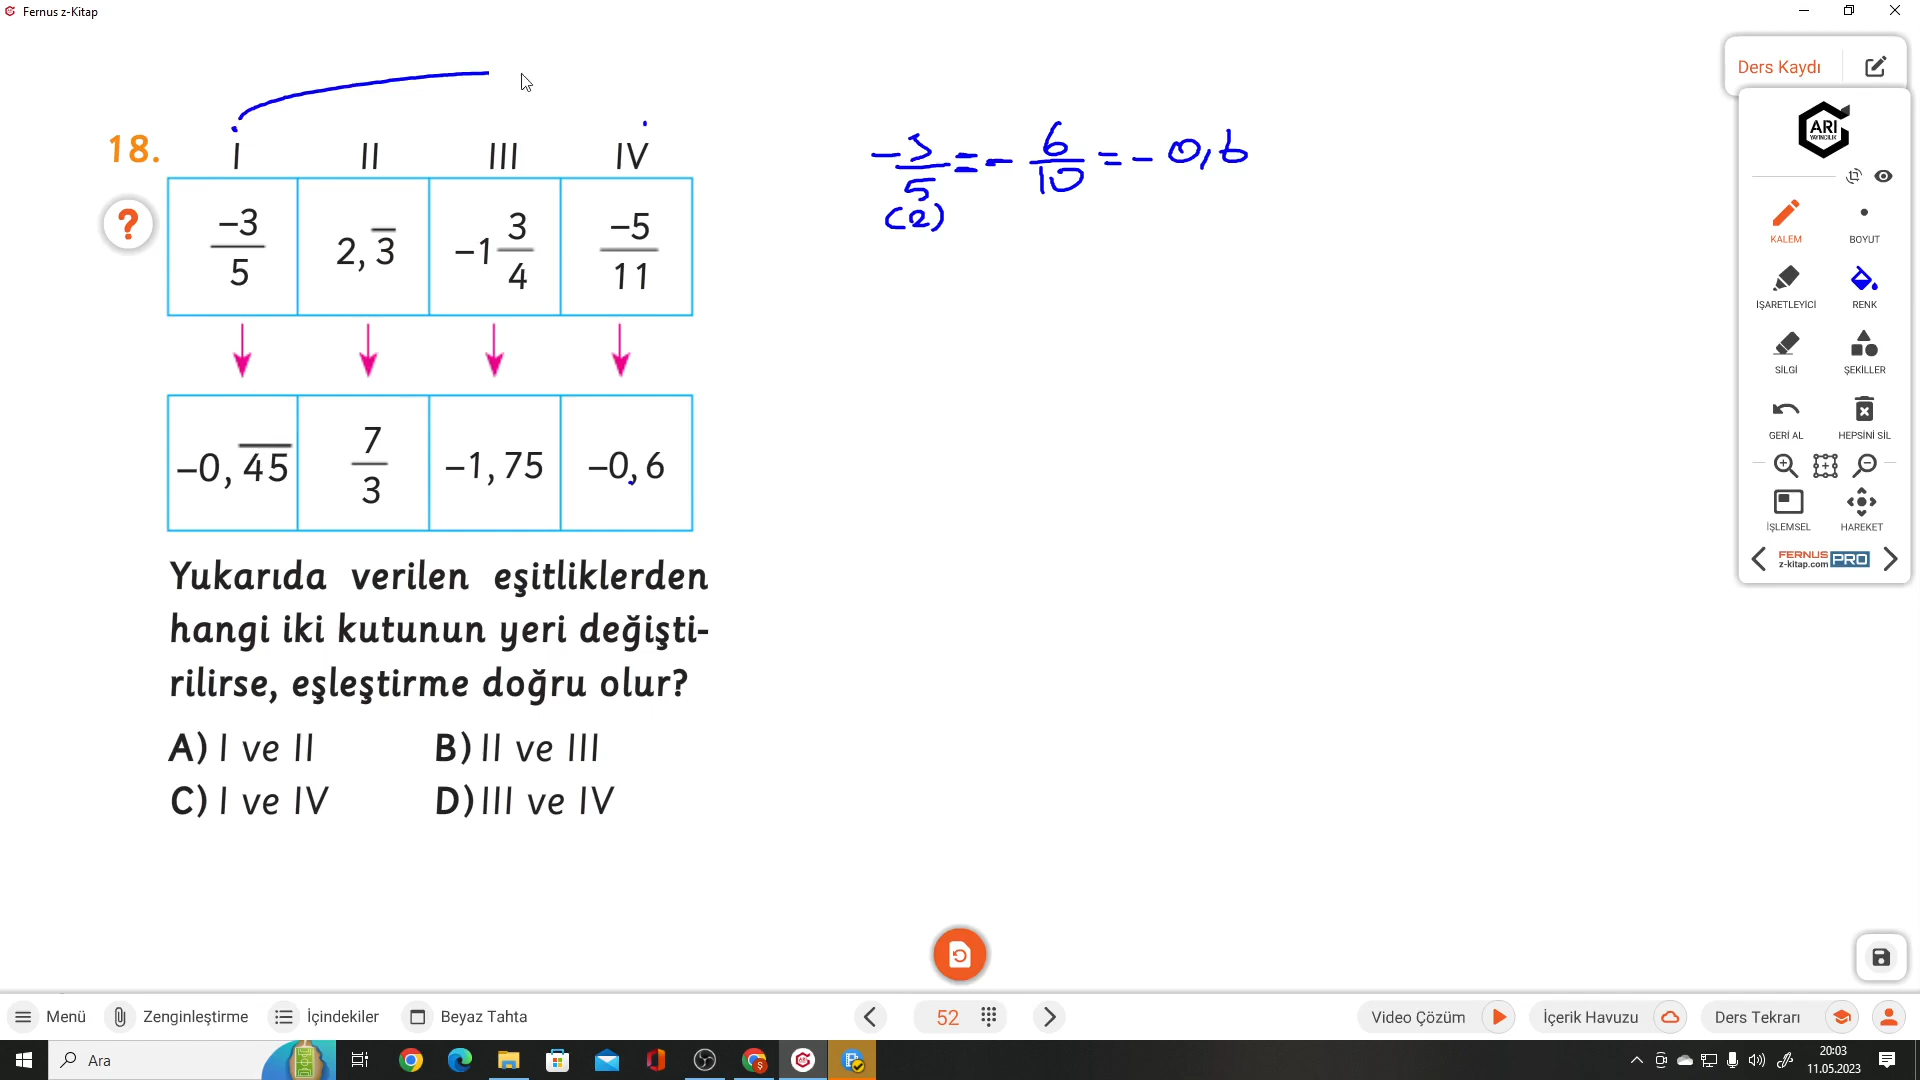 Fernus z-Kitap
Ders Kaydı
18.
I II III IV
−3/5 2,3̅ −1 3/4 −5/11
−0,4̅5̅ 7/3 −1,75 −0,6
Yukarıda verilen eşitliklerden
hangi iki kutunun yeri değişti-
rilirse, eşleştirme doğru olur?
A) I ve II B) II ve III
C) I ve IV D) III ve IV
−3/5 = − 6/10 = − 0,6
(2)
?
ARI
YAYINCILIK
KALEM BOYUT
İŞARETLEYİCİ RENK
SİLGİ ŞEKİLLER
GERİ AL HEPSİNİ SİL
İŞLEMSEL HAREKET
FERNUS
z-kitap.com PRO
Menü Zenginleştirme İçindekiler Beyaz Tahta 52 Video Çözüm İçerik Havuzu Ders Tekrarı
Ara
20:03
11.05.2023